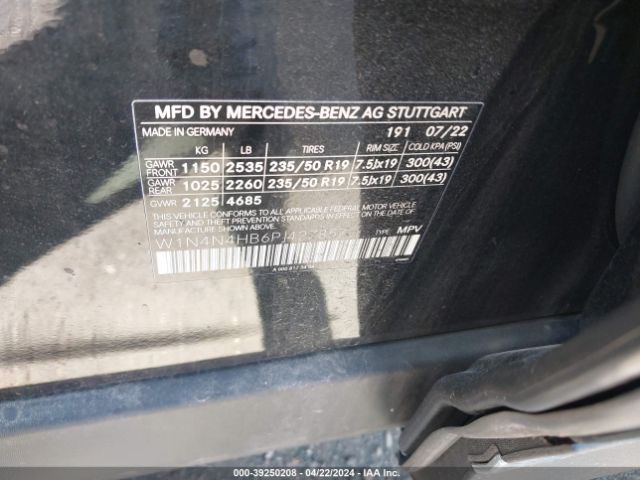 MFD BY MERCEDES-BENZ AG STUTTGART
MADE IN GERMANY 191 07/22
KG LB TIRES RIM SIZE COLD KPA (PSI)
GAWR FRONT 1150 2535 235/50 R19 7.5Jx19 300(43)
GAWR REAR 1025 2260 235/50 R19 7.5Jx19 300(43)
GVWR 2125 4685
THIS VEHICLE CONFORMS TO ALL APPLICABLE FEDERAL MOTOR VEHICLE
SAFETY AND THEFT PREVENTION STANDARDS IN EFFECT
ON THE DATE OF MANUFACTURE SHOWN ABOVE.
TYPE: MPV
000-39250208 - 04/22/2024 - IAA Inc.